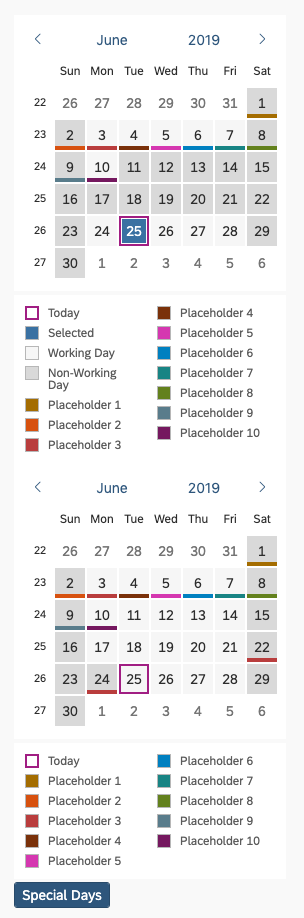 June 2019
Sun Mon Tue Wed Thu Fri Sat
22 26 27 28 29 30 31 1
23 2 3 4 5 6 7 8
24 9 10 11 12 13 14 15
25 16 17 18 19 20 21 22
26 23 24 25 26 27 28 29
27 30 1 2 3 4 5 6
Today
Selected
Working Day
Non-Working
Day
Placeholder 1
Placeholder 2
Placeholder 3
Placeholder 4
Placeholder 5
Placeholder 6
Placeholder 7
Placeholder 8
Placeholder 9
Placeholder 10
June 2019
Sun Mon Tue Wed Thu Fri Sat
22 26 27 28 29 30 31 1
23 2 3 4 5 6 7 8
24 9 10 11 12 13 14 15
25 16 17 18 19 20 21 22
26 23 24 25 26 27 28 29
27 30 1 2 3 4 5 6
Today
Placeholder 1
Placeholder 2
Placeholder 3
Placeholder 4
Placeholder 5
Placeholder 6
Placeholder 7
Placeholder 8
Placeholder 9
Placeholder 10
Special Days